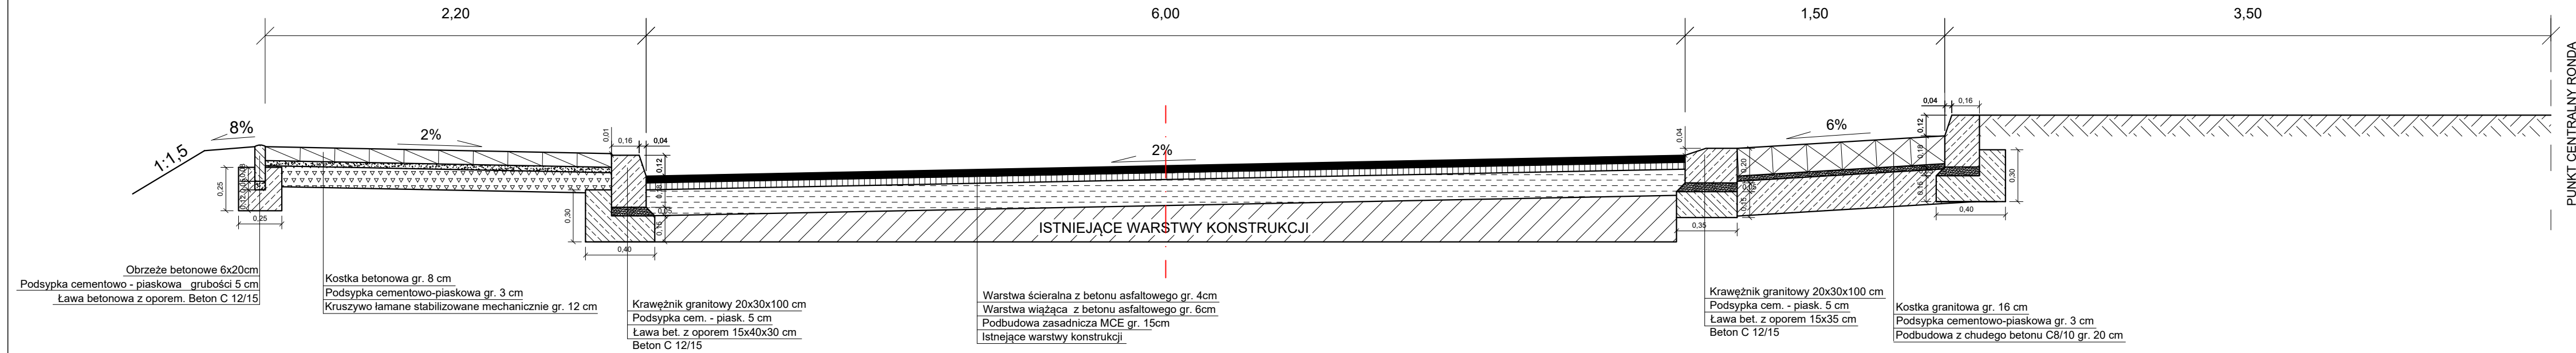 2,20
6,00
1,50
3,50
PUNKT CENTRALNY RONDA
1:1,5
8%
2%
2%
6%
0,01
0,16
0,04
0,12
0,04
0,04
0,16
0,12
0,20
0,18
0,25
0,25
0,30
0,40
0,15
0,35
0,15
0,40
0,30
ISTNIEJĄCE WARSTWY KONSTRUKCJI
Obrzeże betonowe 6x20cm
Podsypka cementowo - piaskowa grubości 5 cm
Ława betonowa z oporem. Beton C 12/15
Kostka betonowa gr. 8 cm
Podsypka cementowo-piaskowa gr. 3 cm
Kruszywo łamane stabilizowane mechanicznie gr. 12 cm
Krawężnik granitowy 20x30x100 cm
Podsypka cem. - piask. 5 cm
Ława bet. z oporem 15x40x30 cm
Beton C 12/15
Warstwa ścieralna z betonu asfaltowego gr. 4cm
Warstwa wiążąca z betonu asfaltowego gr. 6cm
Podbudowa zasadnicza MCE gr. 15cm
Istnejące warstwy konstrukcji
Krawężnik granitowy 20x30x100 cm
Podsypka cem. - piask. 5 cm
Ława bet. z oporem 15x35 cm
Beton C 12/15
Kostka granitowa gr. 16 cm
Podsypka cementowo-piaskowa gr. 3 cm
Podbudowa z chudego betonu C8/10 gr. 20 cm